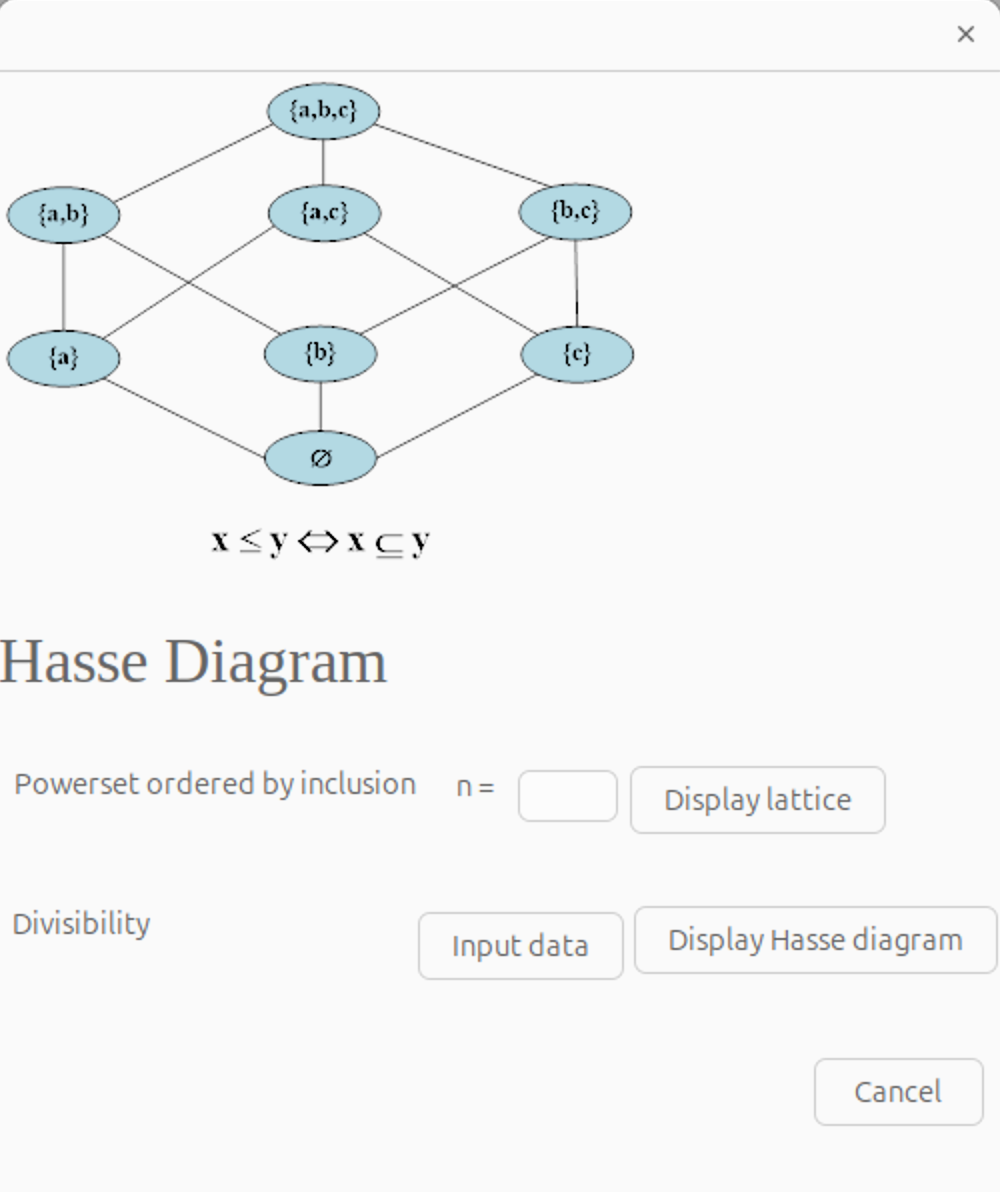 ×
{a,b,c}
{a,b} {a,c} {b,c}
{a} {b} {c}
∅
x ≤ y ⇔ x ⊆ y
Hasse Diagram
Powerset ordered by inclusion n = Display lattice
Divisibility Input data Display Hasse diagram
Cancel